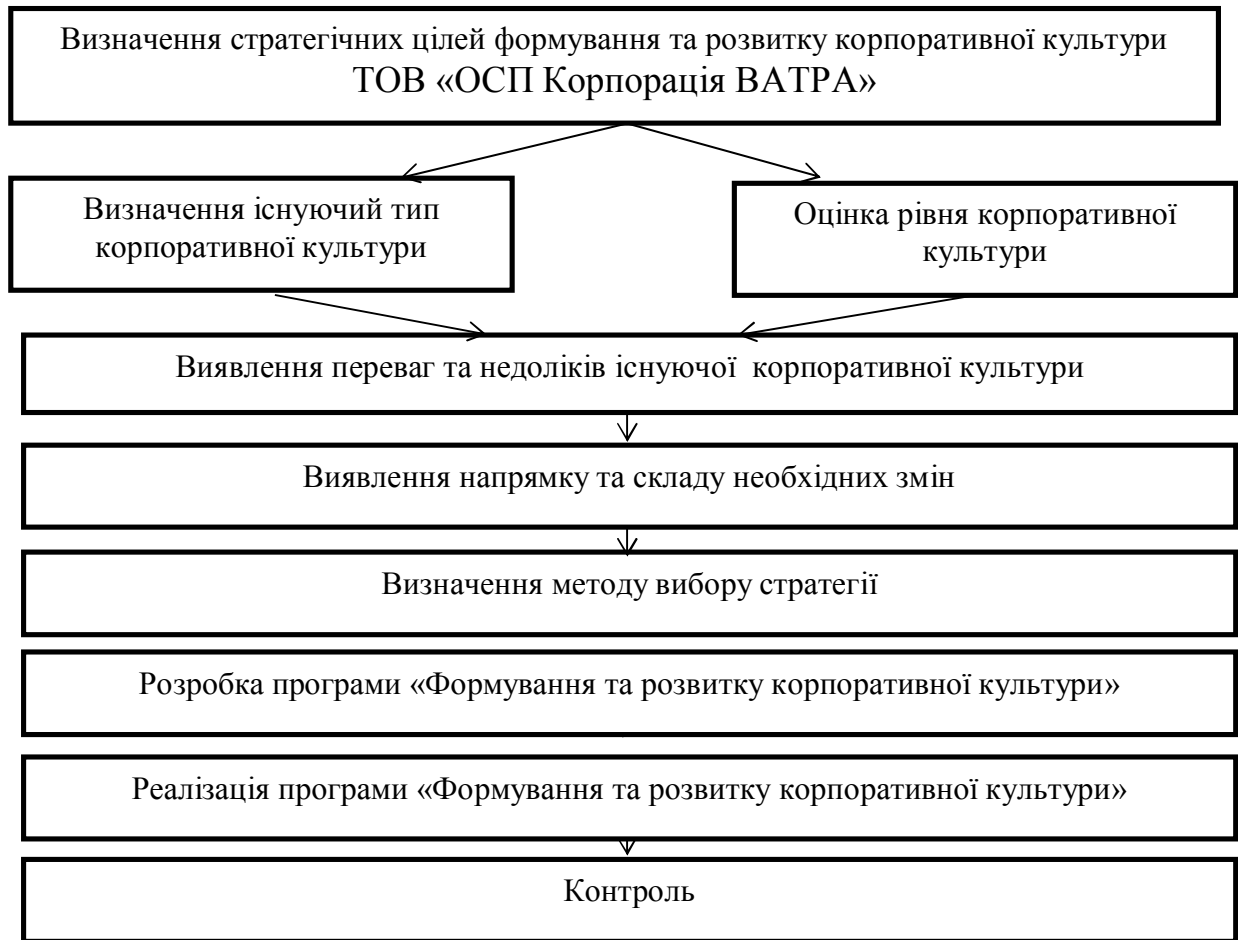 Визначення стратегічних цілей формування та розвитку корпоративної культури
ТОВ «ОСП Корпорація ВАТРА»
Визначення існуючий тип
корпоративної культури
Оцінка рівня корпоративної
культури
Виявлення переваг та недоліків існуючої корпоративної культури
Виявлення напрямку та складу необхідних змін
Визначення методу вибору стратегії
Розробка програми «Формування та розвитку корпоративної культури»
Реалізація програми «Формування та розвитку корпоративної культури»
Контроль